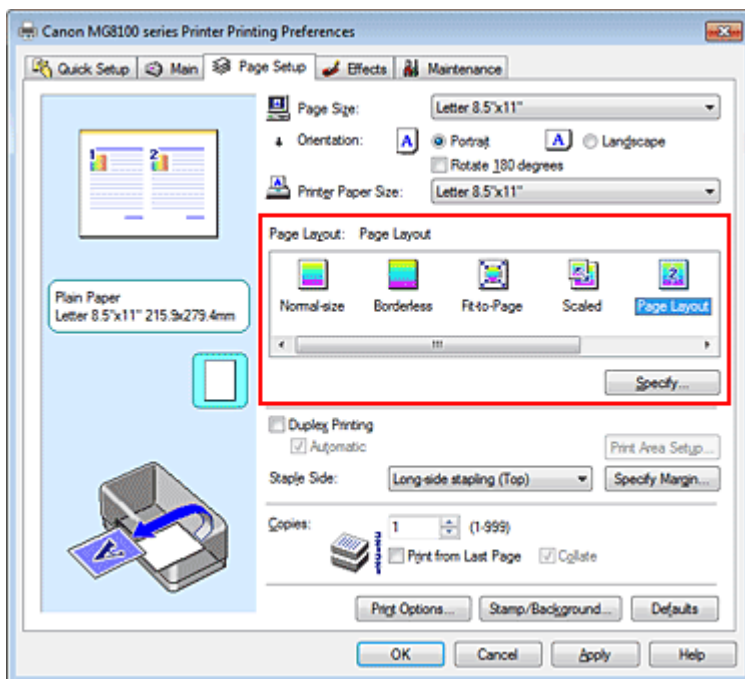 Canon MG8100 series Printer Printing Preferences
Quick Setup Main Page Setup Effects Maintenance
Page Size: Letter 8.5"x11"
Orientation: A Portrait A Landscape
Rotate 180 degrees
Printer Paper Size: Letter 8.5"x11"
1 2
Page Layout: Page Layout
Normal-size Borderless Fit-to-Page Scaled Page Layout
Plain Paper
Letter 8.5"x11" 215.9x279.4mm
Specify...
Duplex Printing
Automatic Print Area Setup...
Staple Side: Long-side stapling (Top) Specify Margin...
Copies: 1 (1-999)
Print from Last Page Collate
Print Options... Stamp/Background... Defaults
OK Cancel Apply Help